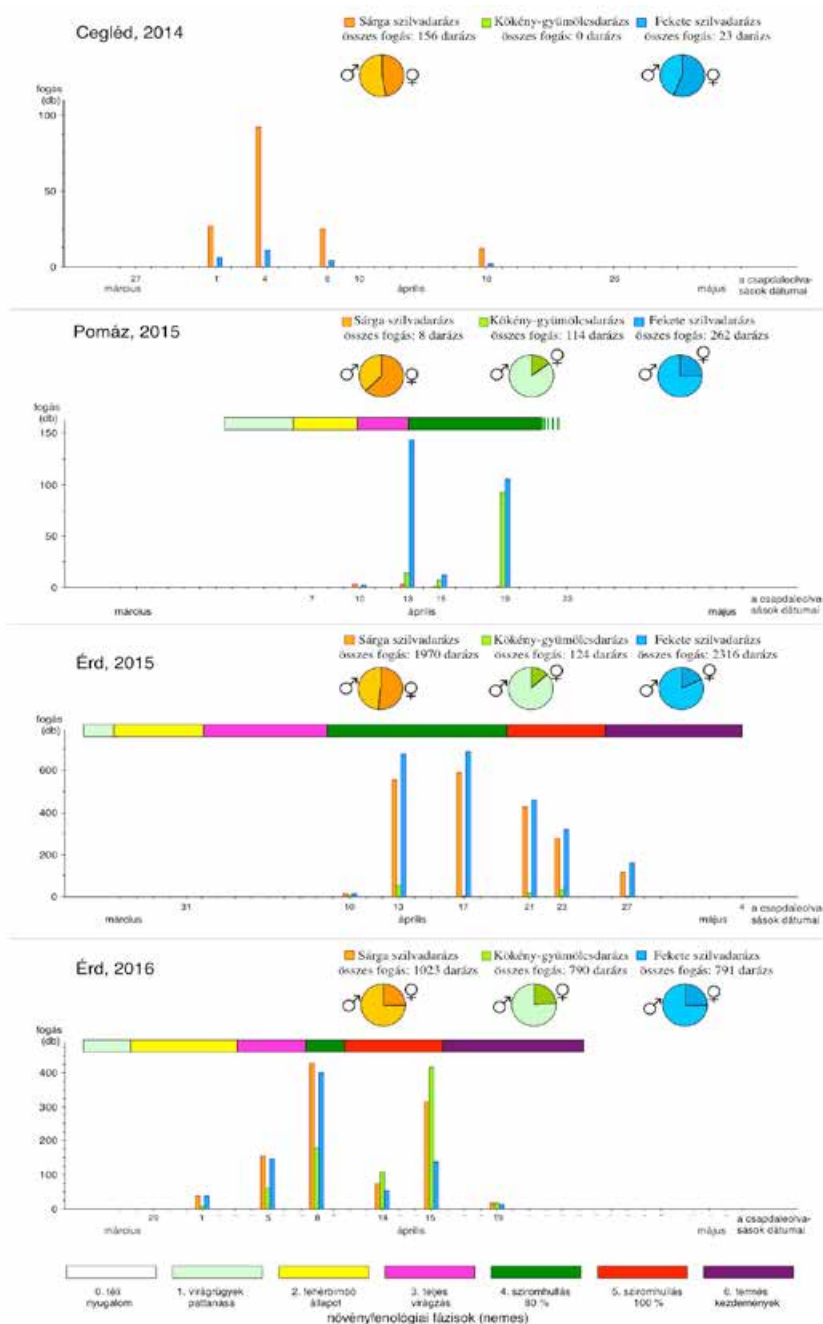 Cegléd, 2014
Sárga szilvadarázs Kökény-gyümölcsdarázs Fekete szilvadarázs
összes fogás: 156 darázs összes fogás: 0 darázs összes fogás: 23 darázs
♂ ♀ ♂ ♀
fogás
(db)
100
50
0
27 1 4 8 10 18 26
március április május
a csapdaleolva-
sások dátumai
Pomáz, 2015
Sárga szilvadarázs Kökény-gyümölcsdarázs Fekete szilvadarázs
összes fogás: 8 darázs összes fogás: 114 darázs összes fogás: 262 darázs
♂ ♀ ♂ ♀ ♂ ♀
fogás
(db)
150
100
50
0
7 10 13 15 19 23
március április május
a csapdaleolva-
sások dátumai
Érd, 2015
Sárga szilvadarázs Kökény-gyümölcsdarázs Fekete szilvadarázs
összes fogás: 1970 darázs összes fogás: 124 darázs összes fogás: 2316 darázs
♂ ♀ ♂ ♀ ♂ ♀
fogás
(db)
600
400
200
0
31 10 13 17 21 23 27 4
március április május
a csapdaleolva-
sások dátumai
Érd, 2016
Sárga szilvadarázs Kökény-gyümölcsdarázs Fekete szilvadarázs
összes fogás: 1023 darázs összes fogás: 790 darázs összes fogás: 791 darázs
♂ ♀ ♂ ♀ ♂ ♀
fogás
(db)
400
300
200
100
0
1 5 8 15 19
március április május
a csapdaleolva-
sások dátumai
0. téli
nyugalom
1. virágrügyek
pattanása
2. fehérbimbó
állapot
3. teljes
virágzás
4. sziromhullás
80 %
5. sziromhullás
100 %
6. termés
kezdemények
növényfenológiai fázisok (nemes)